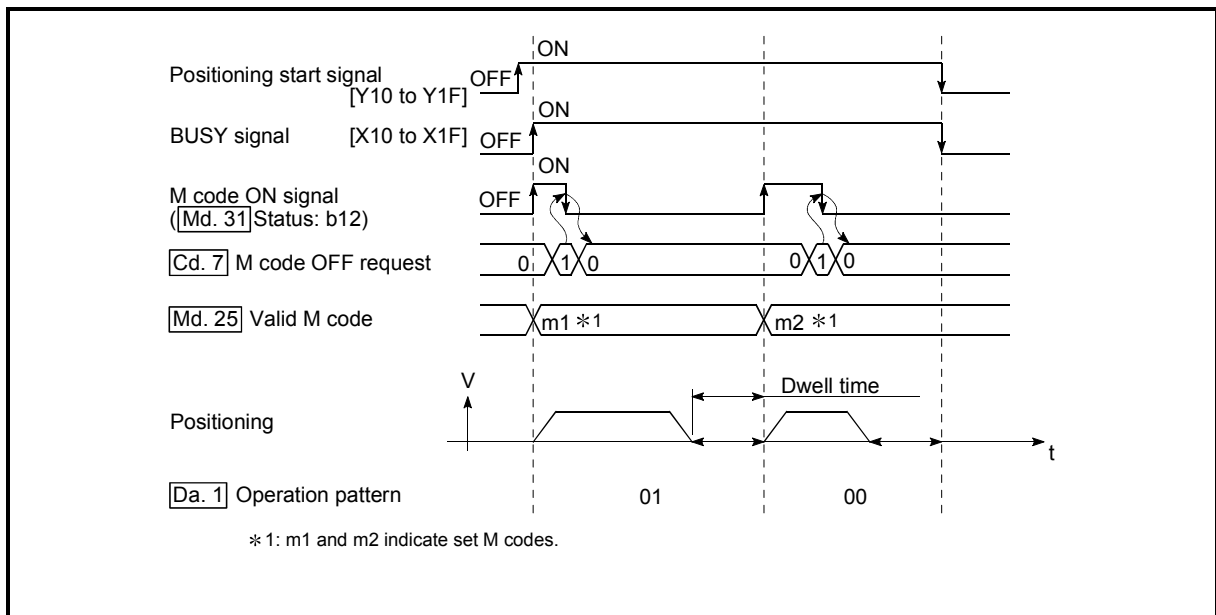 ON
Positioning start signal OFF
[Y10 to Y1F]
ON
BUSY signal [X10 to X1F] OFF
ON
M code ON signal OFF
(Md. 31 Status: b12)
Cd. 7 M code OFF request 0 1 0 0 1 0
Md. 25 Valid M code m1 *1 m2 *1
V Dwell time
Positioning
t
Da. 1 Operation pattern 01 00
*1: m1 and m2 indicate set M codes.